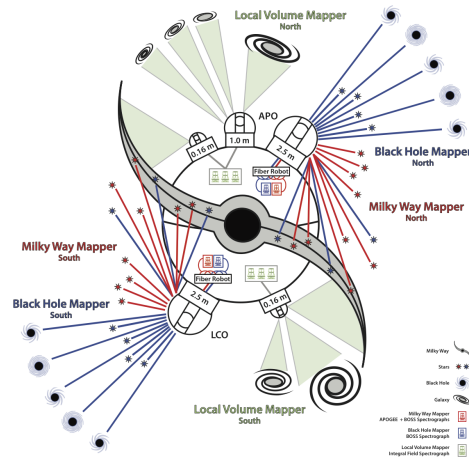 Local Volume Mapper
North
APO
1.0 m
0.16 m
2.5 m
Fiber Robot
Black Hole Mapper
North
Milky Way Mapper
North
Milky Way Mapper
South
Black Hole Mapper
South
Fiber Robot
2.5 m
LCO
0.16 m
Local Volume Mapper
South
Milky Way
Stars
Black Hole
Galaxy
Milky Way Mapper
APOGEE + BOSS Spectrographs
Black Hole Mapper
BOSS Spectrograph
Local Volume Mapper
Integral Field Spectrograph